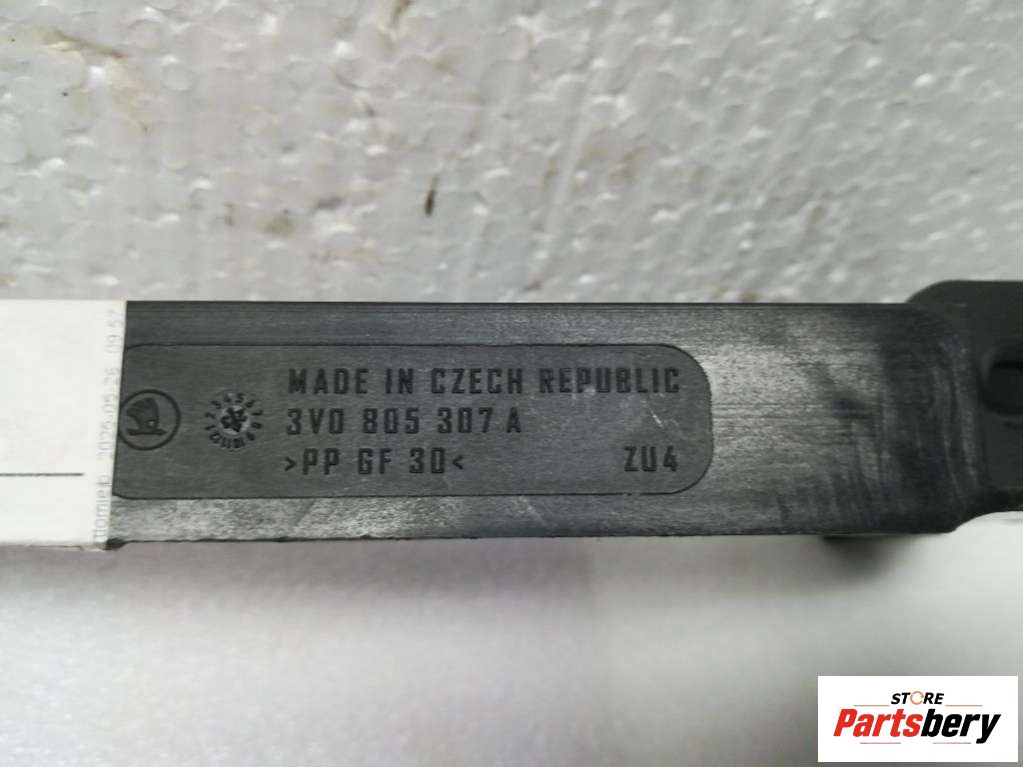 MADE IN CZECH REPUBLIC
3V0 805 307 A
>PP GF 30< ZU4
STORE
Partsbery